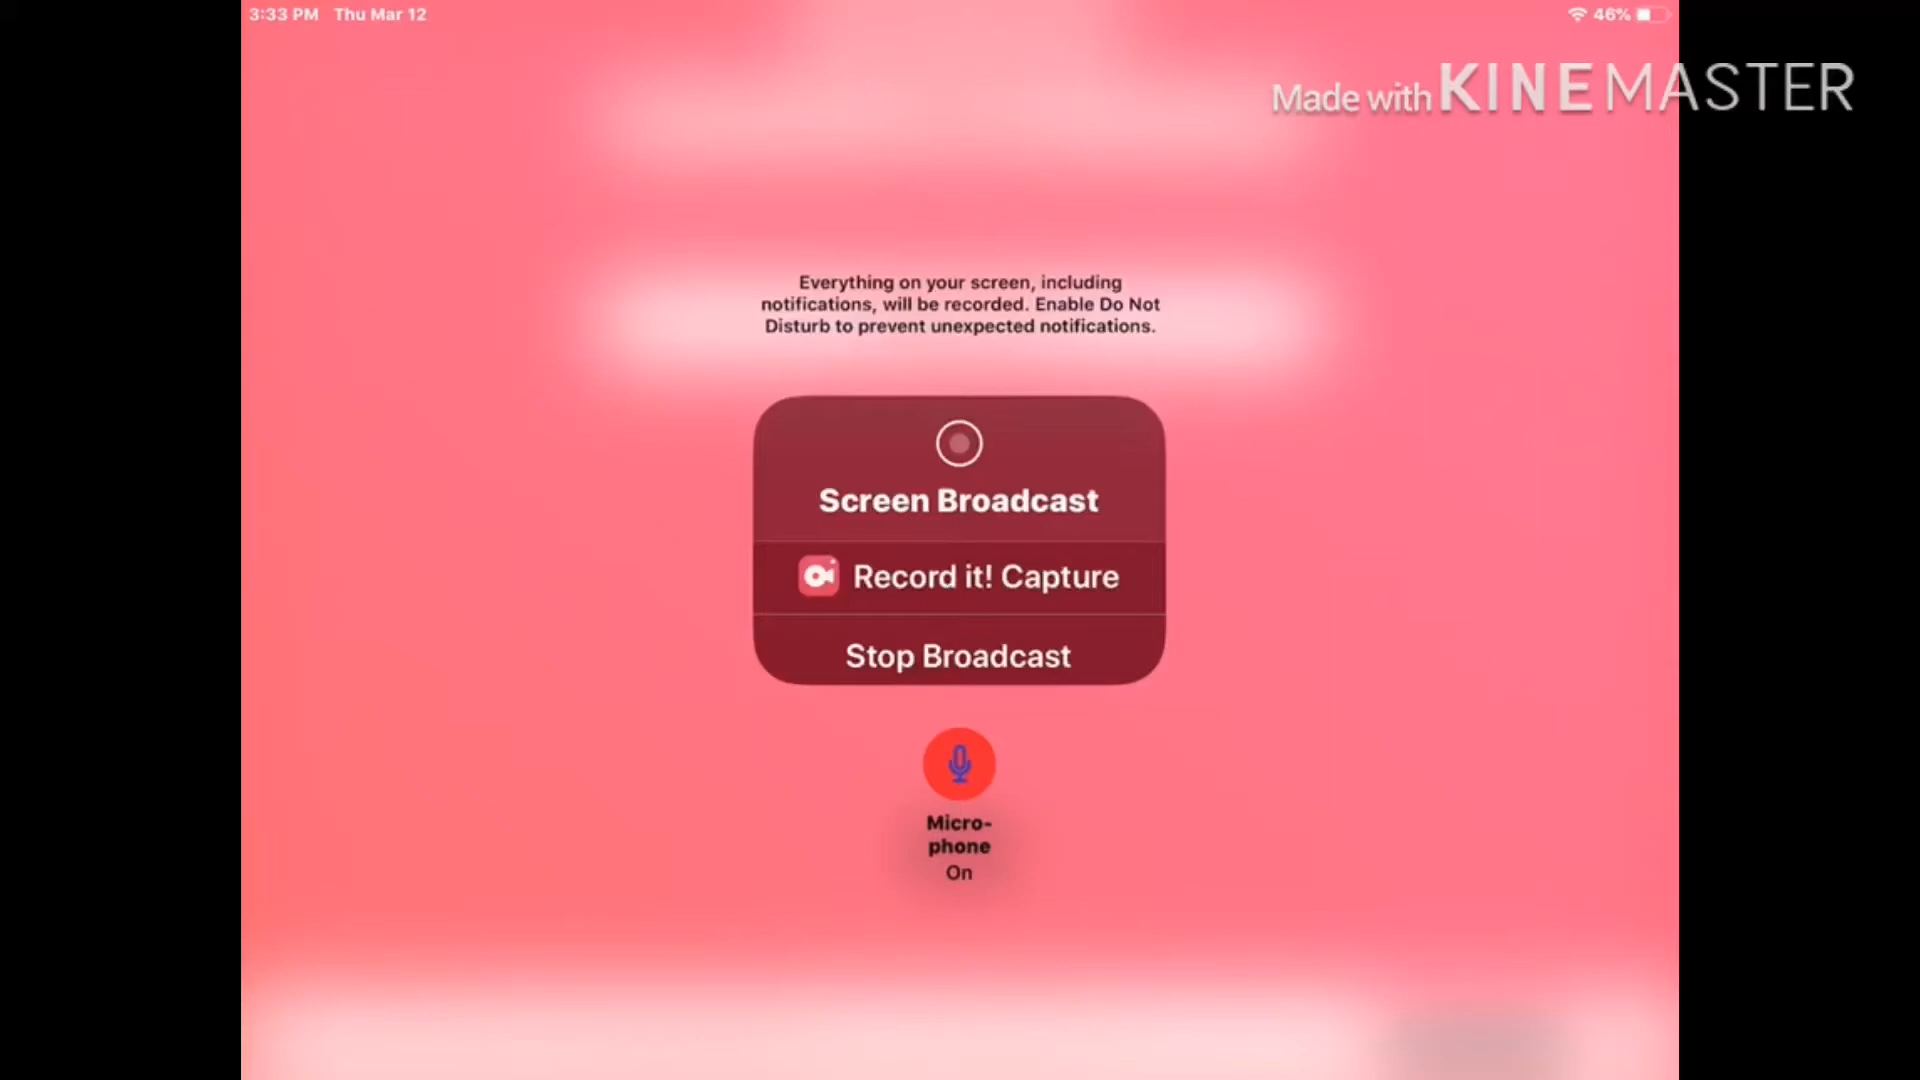 3:33 PM Thu Mar 12
46%
Made with KINEMASTER
Everything on your screen, including
notifications, will be recorded. Enable Do Not
Disturb to prevent unexpected notifications.
Screen Broadcast
Record it! Capture
Stop Broadcast
Micro-
phone
On